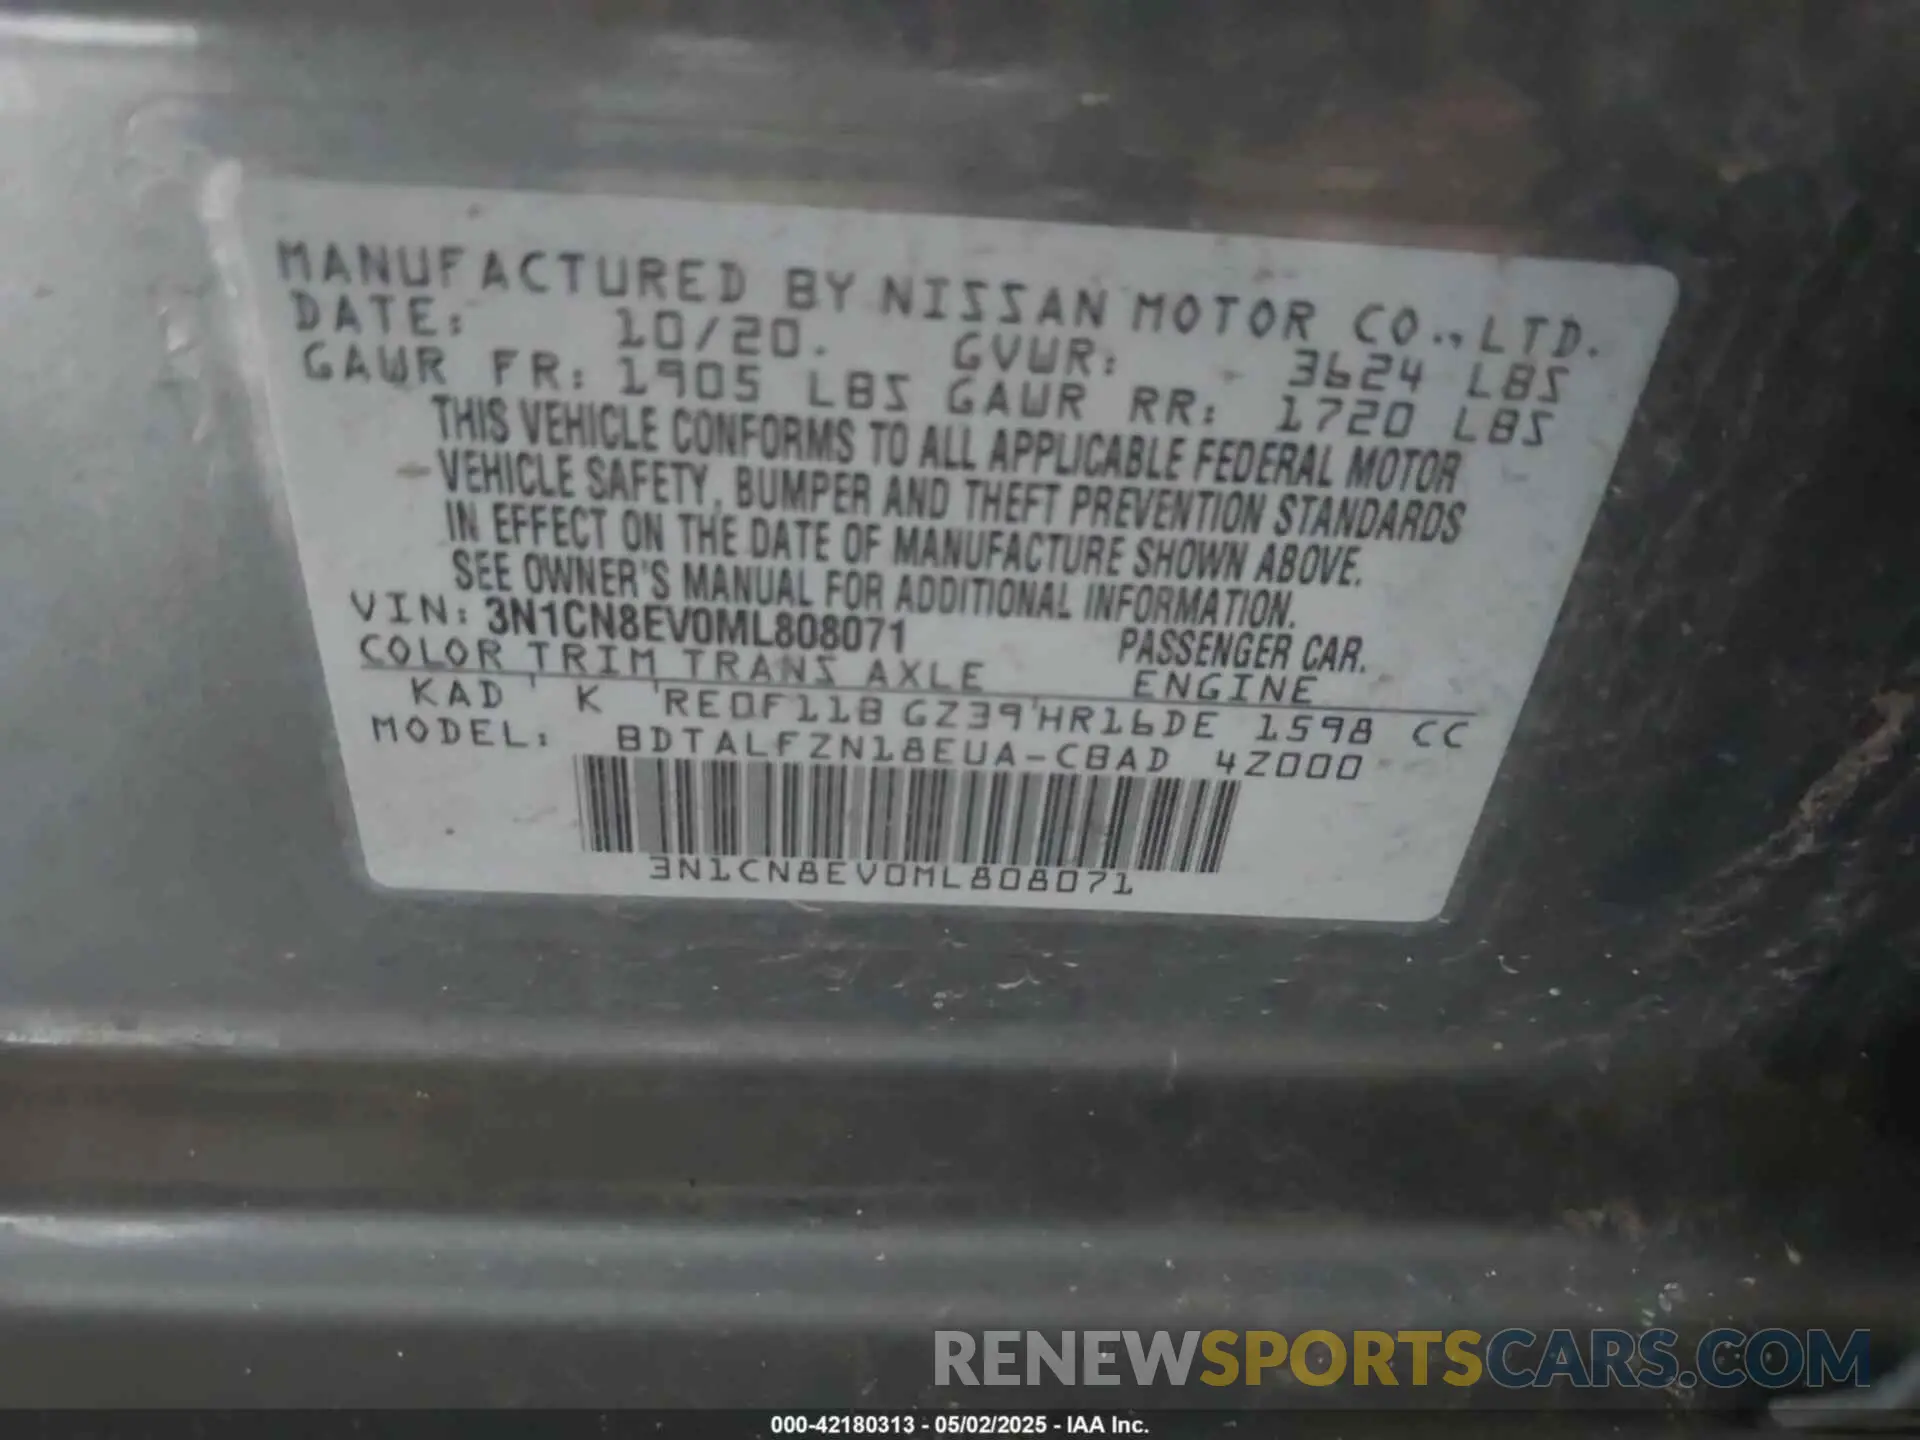 MANUFACTURED BY NISSAN MOTOR CO., LTD.
DATE: 10/20. GVWR: 3624 LBS
GAWR FR: 1905 LBS GAWR RR: 1720 LBS
THIS VEHICLE CONFORMS TO ALL APPLICABLE FEDERAL MOTOR
VEHICLE SAFETY, BUMPER AND THEFT PREVENTION STANDARDS
IN EFFECT ON THE DATE OF MANUFACTURE SHOWN ABOVE.
SEE OWNER'S MANUAL FOR ADDITIONAL INFORMATION.
VIN: 3N1CN8EV0ML808071 PASSENGER CAR.
COLOR TRIM TRANS AXLE ENGINE
KAD K RE0F11B GZ39 HR16DE 1598 CC
MODEL: BDTALFZN18EUA-CBAD 4Z000
3N1CN8EV0ML808071
RENEWSPORTSCARS.COM
000-42180313 - 05/02/2025 - IAA Inc.